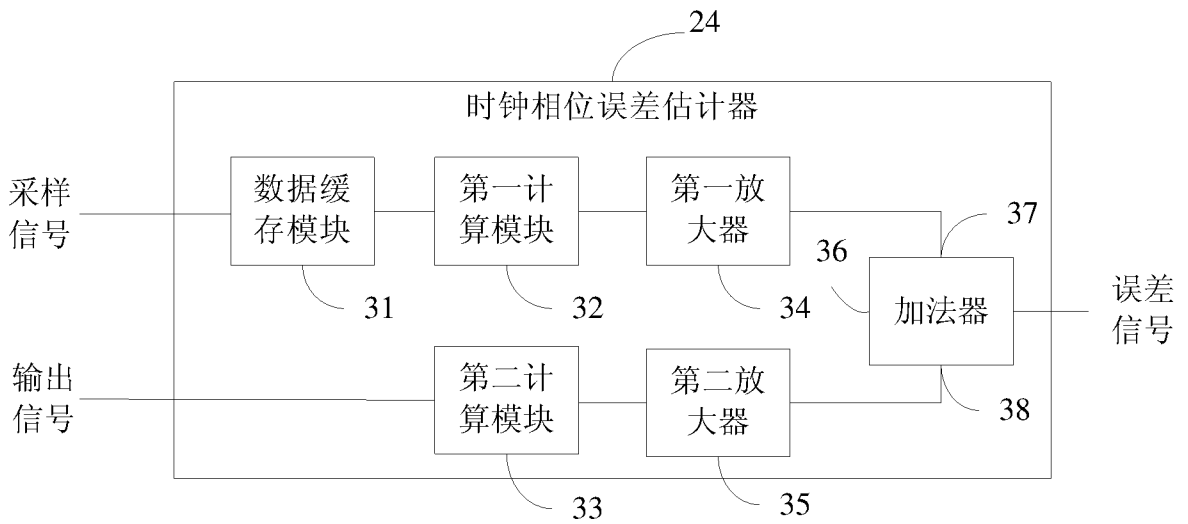 24
时钟相位误差估计器
采样
信号
数据缓
存模块
第一计
算模块
第一放
大器
37
36
31
32
34
加法器
误差
信号
输出
信号
第二计
算模块
第二放
大器
38
33
35